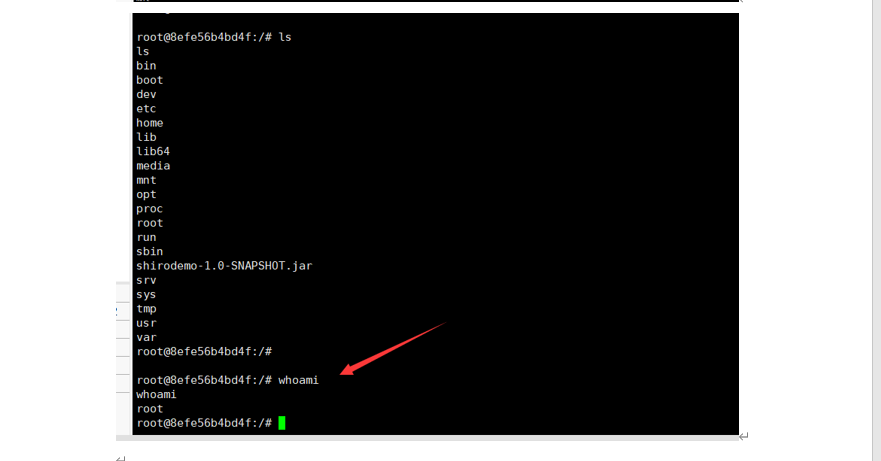 root@8efe56b4bd4f:/# ls
ls
bin
boot
dev
etc
home
lib
lib64
media
mnt
opt
proc
root
run
sbin
shirodemo-1.0-SNAPSHOT.jar
srv
sys
tmp
usr
var
root@8efe56b4bd4f:/#
root@8efe56b4bd4f:/# whoami
whoami
root
root@8efe56b4bd4f:/#